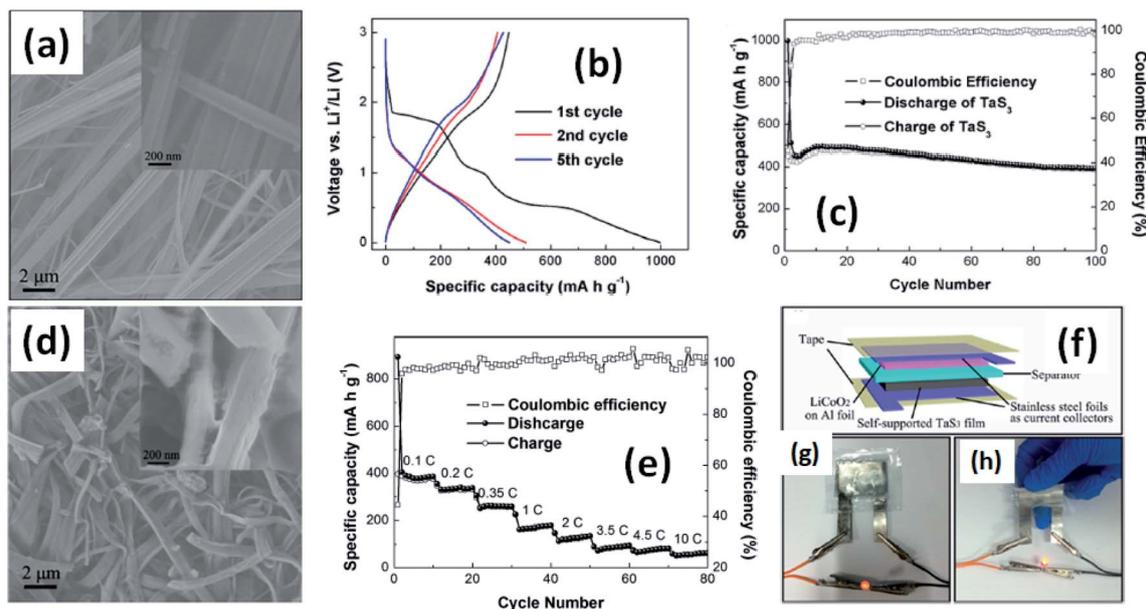 (a)
200 nm
2 μm
Voltage vs. Li⁺/Li (V)
3
2
1
0
(b)
1st cycle
2nd cycle
5th cycle
0 200 400 600 800 1000
Specific capacity (mA h g⁻¹)
Specific capacity (mA h g⁻¹)
1000
800
600
400
200
0
Coulombic Efficiency
Discharge of TaS₃
Charge of TaS₃
(c)
100
80
60
40
20
0
Coulombic Efficiency
(%)
0 20 40 60 80 100
Cycle Number
(d)
200 nm
2 μm
Specific capacity (mA h g⁻¹)
800
600
400
200
0
Coulombic efficiency
Dishcarge
Charge
(e)
0.1 C
0.2 C
0.35 C
1 C
2 C
3.5 C
4.5 C
10 C
100
80
60
40
20
Coulombic efficiency (%)
0 10 20 30 40 50 60 70 80
Cycle Number
(f)
Tape
Separator
LiCoO₂
on Al foil
Self-supported TaS₃ film
Stainless steel foils
as current collectors
(g)
(h)